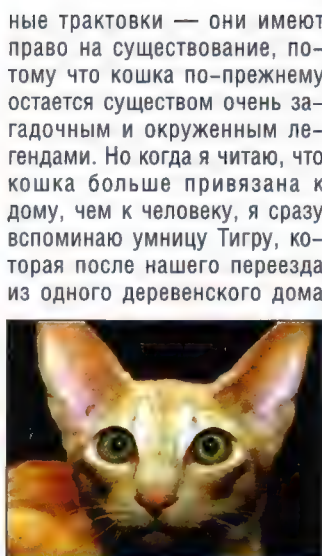 ные трактовки — они имеют
право на существование, по-
тому что кошка по-прежнему
остается существом очень за-
гадочным и окруженным ле-
гендами. Но когда я читаю, что
кошка больше привязана к
дому, чем к человеку, я сразу
вспоминаю умницу Тигру, ко-
торая после нашего переезда
из одного деревенского дома